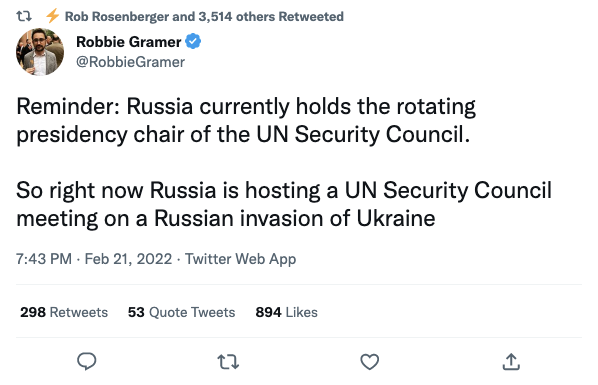 Rob Rosenberger and 3,514 others Retweeted
Robbie Gramer
@RobbieGramer
Reminder: Russia currently holds the rotating
presidency chair of the UN Security Council.
So right now Russia is hosting a UN Security Council
meeting on a Russian invasion of Ukraine
7:43 PM · Feb 21, 2022 · Twitter Web App
298 Retweets 53 Quote Tweets 894 Likes